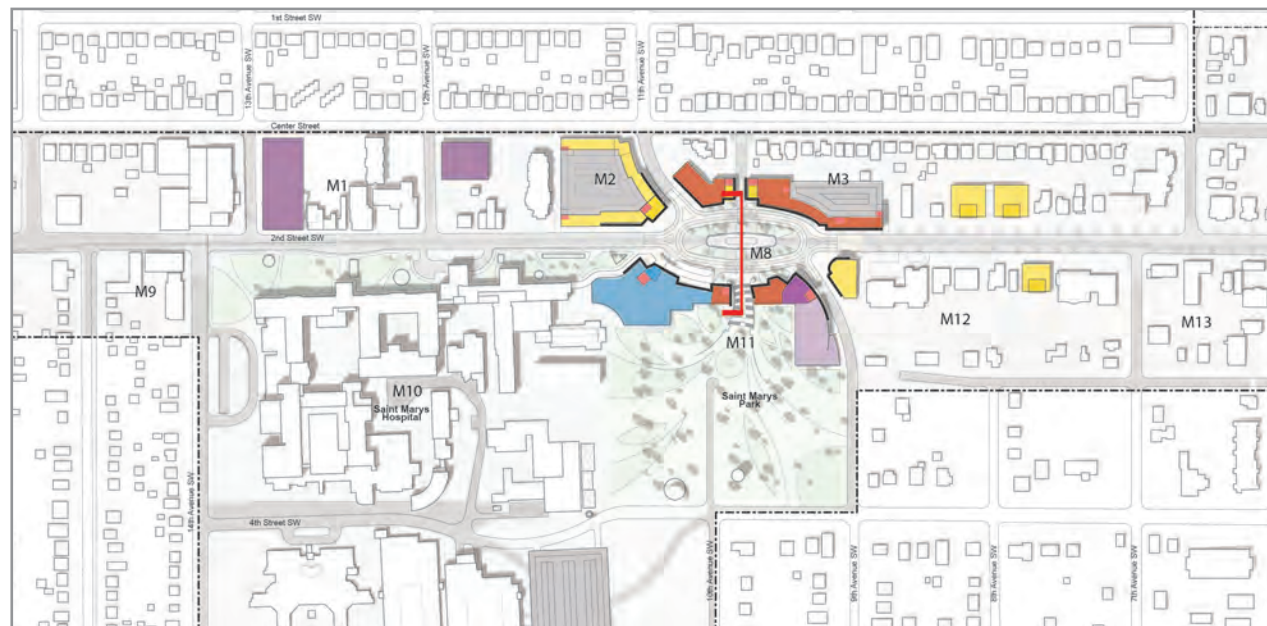 1st Street SW
13th Avenue SW
12th Avenue SW
11th Avenue SW
Center Street
M1
M2
M3
2nd Street SW
M8
M9
M12
M13
M11
M10
Saint Marys
Hospital
Saint Marys
Park
14th Avenue SW
4th Street SW
10th Avenue SW
9th Avenue SW
8th Avenue SW
7th Avenue SW